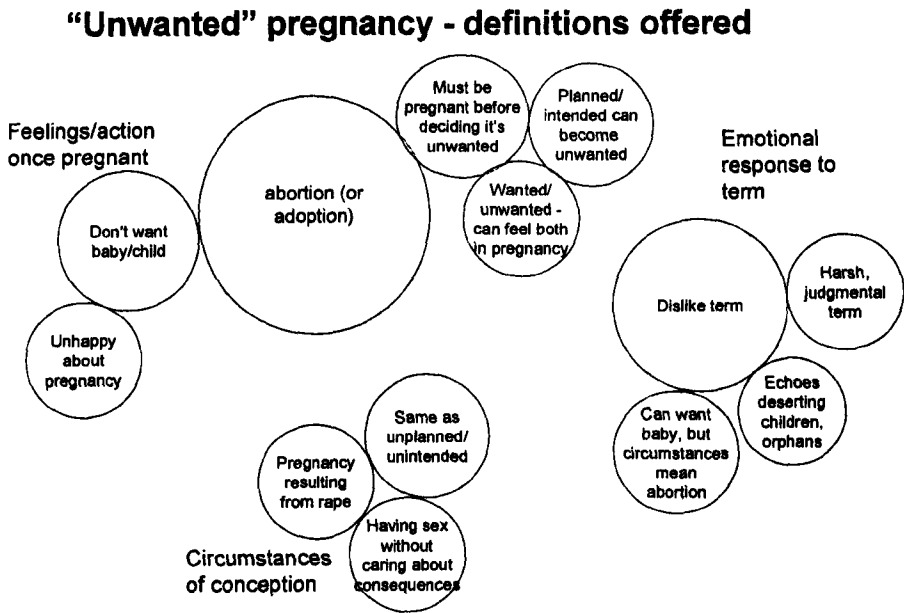 “Unwanted” pregnancy - definitions offered
Feelings/action
once pregnant
Don't want
baby/child
Unhappy
about
pregnancy
abortion (or
adoption)
Must be
pregnant before
deciding it's
unwanted
Planned/
intended can
become
unwanted
Wanted/
unwanted -
can feel both
in pregnancy
Emotional
response to
term
Dislike term
Harsh,
judgmental
term
Echoes
deserting
children,
orphans
Can want
baby, but
circumstances
mean
abortion
Same as
unplanned/
unintended
Pregnancy
resulting
from rape
Having sex
without
caring about
consequences
Circumstances
of conception